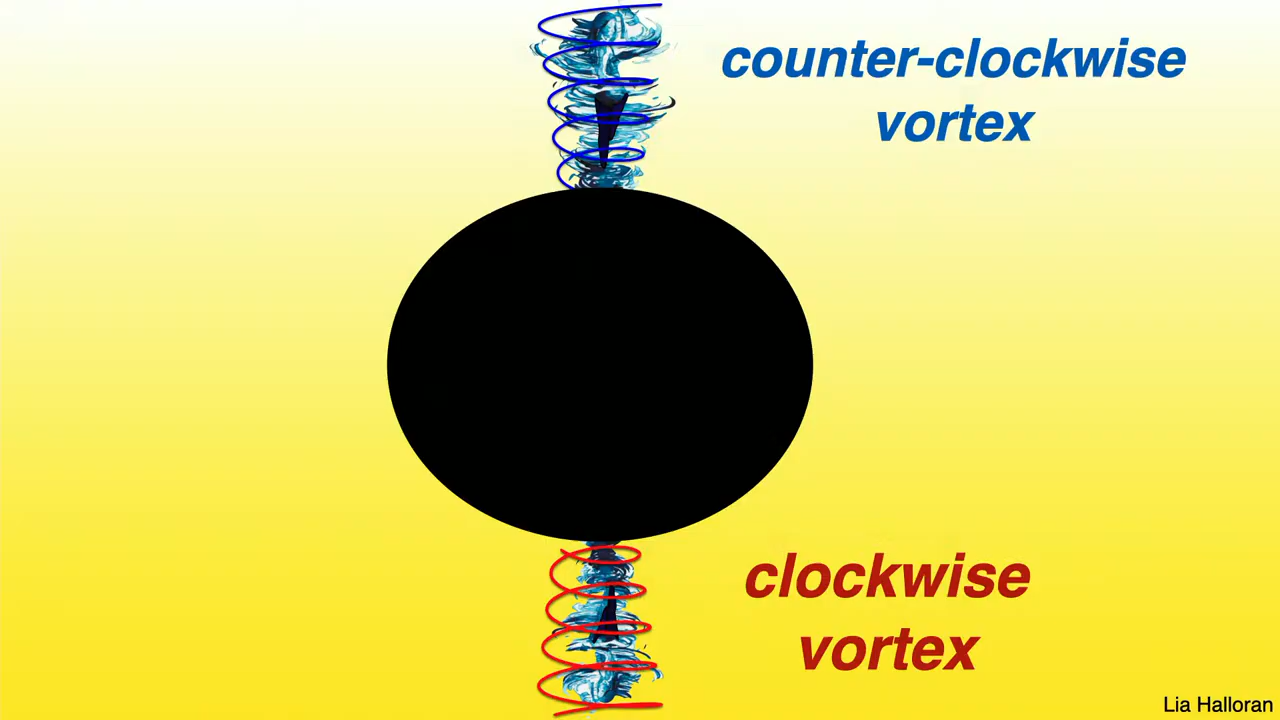 counter-clockwise
vortex
clockwise
vortex
Lia Halloran